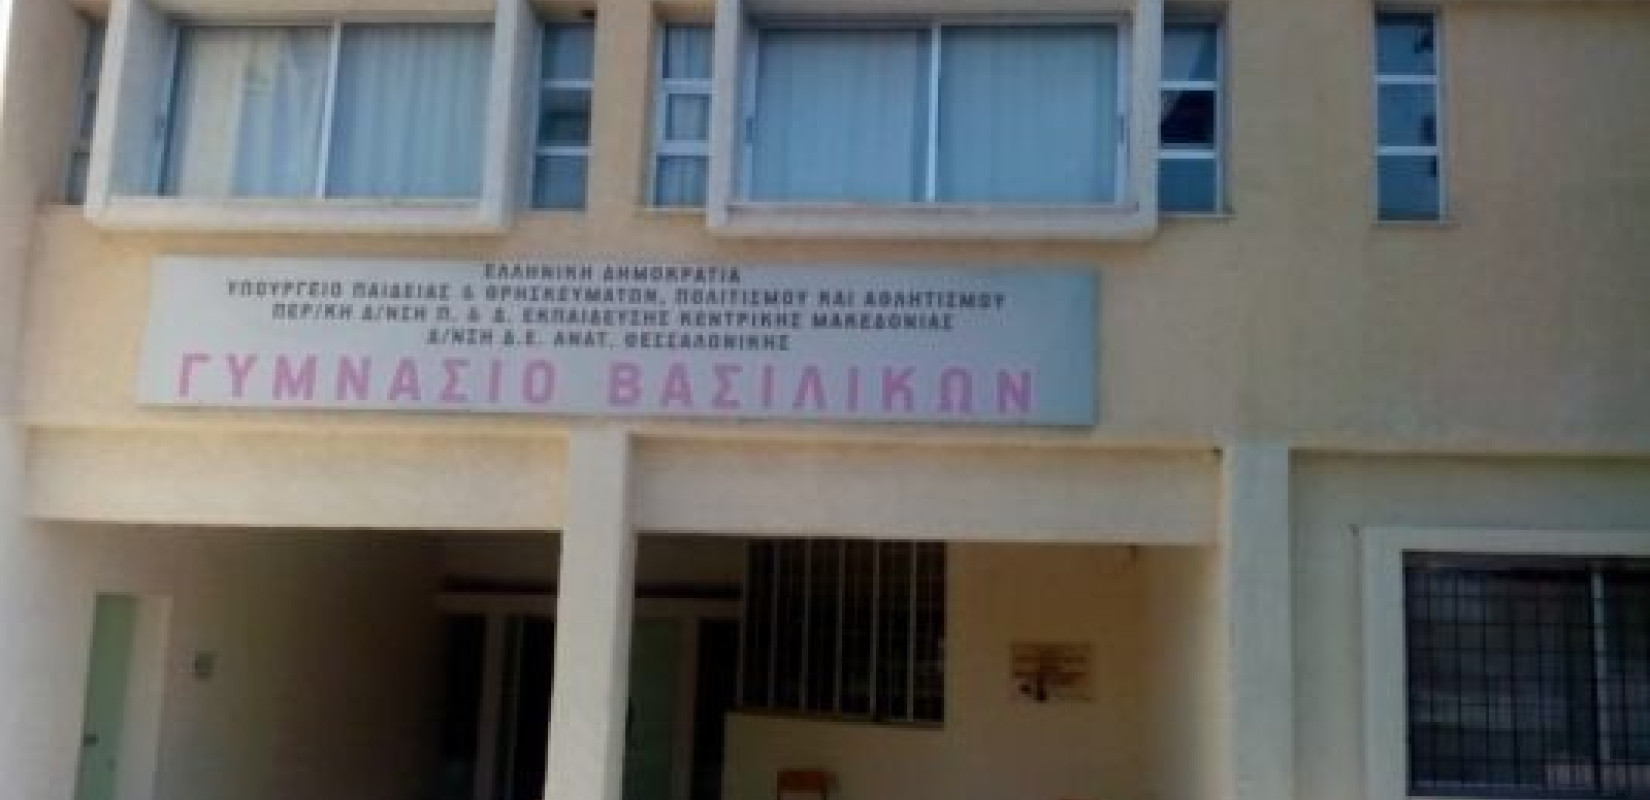 ΕΛΛΗΝΙΚΗ ΔΗΜΟΚΡΑΤΙΑ
ΥΠΟΥΡΓΕΙΟ ΠΑΙΔΕΙΑΣ & ΘΡΗΣΚΕΥΜΑΤΩΝ, ΠΟΛΙΤΙΣΜΟΥ ΚΑΙ ΑΘΛΗΤΙΣΜΟΥ
ΠΕΡ/ΚΗ Δ/ΝΣΗ Π. & Δ. ΕΚΠΑΙΔΕΥΣΗΣ ΚΕΝΤΡΙΚΗΣ ΜΑΚΕΔΟΝΙΑΣ
Δ/ΝΣΗ Δ.Ε. ΑΝΑΤ. ΘΕΣΣΑΛΟΝΙΚΗΣ
ΓΥΜΝΑΣΙΟ ΒΑΣΙΛΙΚΩΝ